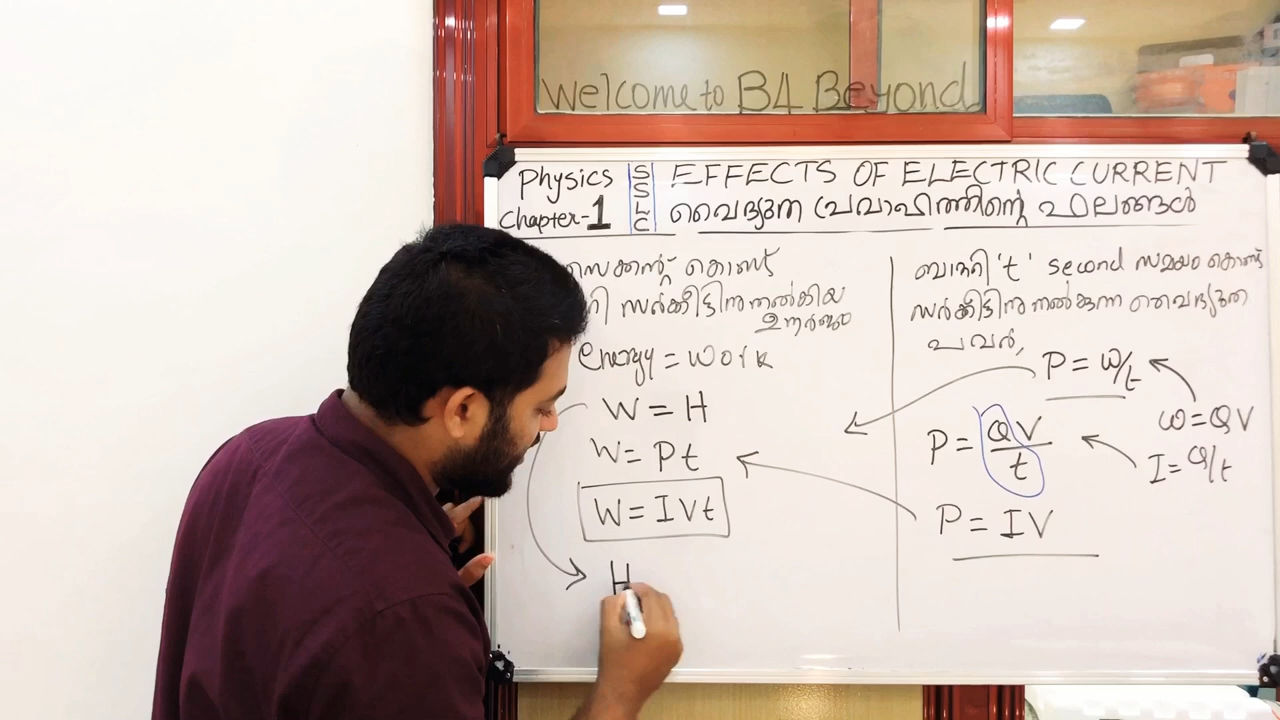 Welcome to B4 Beyond
Physics
Chapter-1
SSLC
EFFECTS OF ELECTRIC CURRENT
വൈദ്യുത പ്രവാഹത്തിന്റെ ഫലങ്ങൾ
സെക്കന്റ് കൊണ്ട്
റി സർക്കീട്ടിനു നൽകിയ
ഊർജ്ജം
energy = work
W = H
W = Pt
W = IVt
H
ബാറ്ററി 't' second സമയം കൊണ്ട്
സർക്കീട്ടിനു നൽകുന്ന വൈദ്യുത
പവർ,
P = W/t
P = QV/t
ω = QV
I = Q/t
P = IV